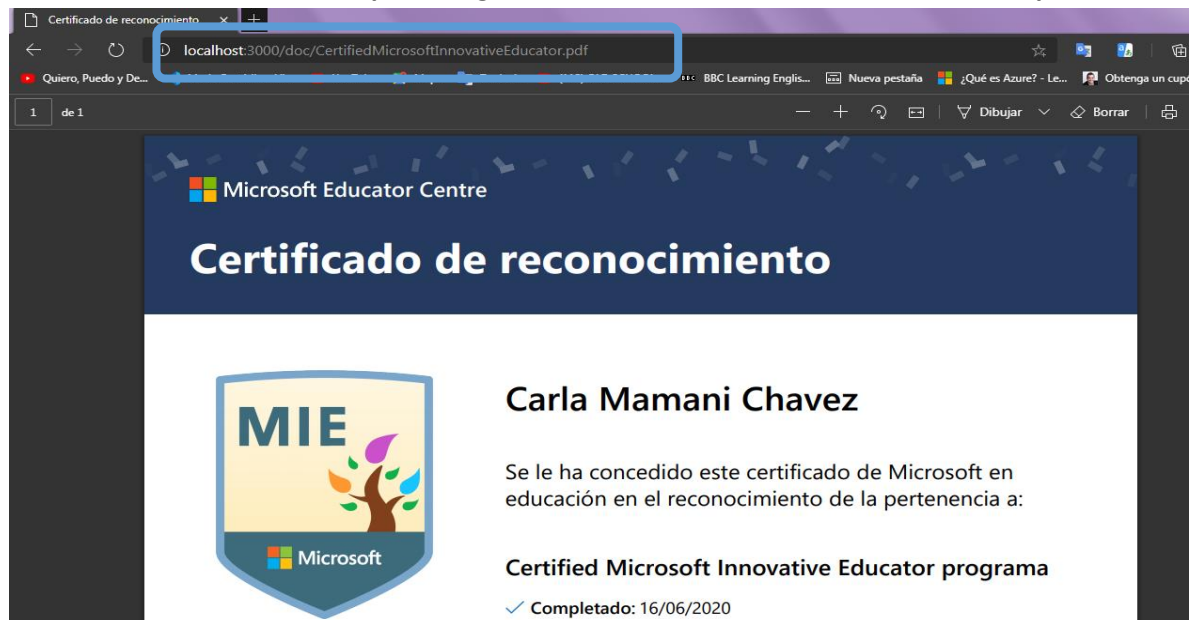 Certificado de reconocimiento
localhost:3000/doc/CertifiedMicrosoftInnovativeEducator.pdf
Quiero, Puedo y De...
BBC Learning Englis...
Nueva pestaña
¿Qué es Azure? - Le...
Obtenga un cupo
1 de 1
Dibujar
Borrar
Microsoft Educator Centre
Certificado de reconocimiento
MIE
Microsoft
Carla Mamani Chavez
Se le ha concedido este certificado de Microsoft en
educación en el reconocimiento de la pertenencia a:
Certified Microsoft Innovative Educator programa
✓ Completado: 16/06/2020